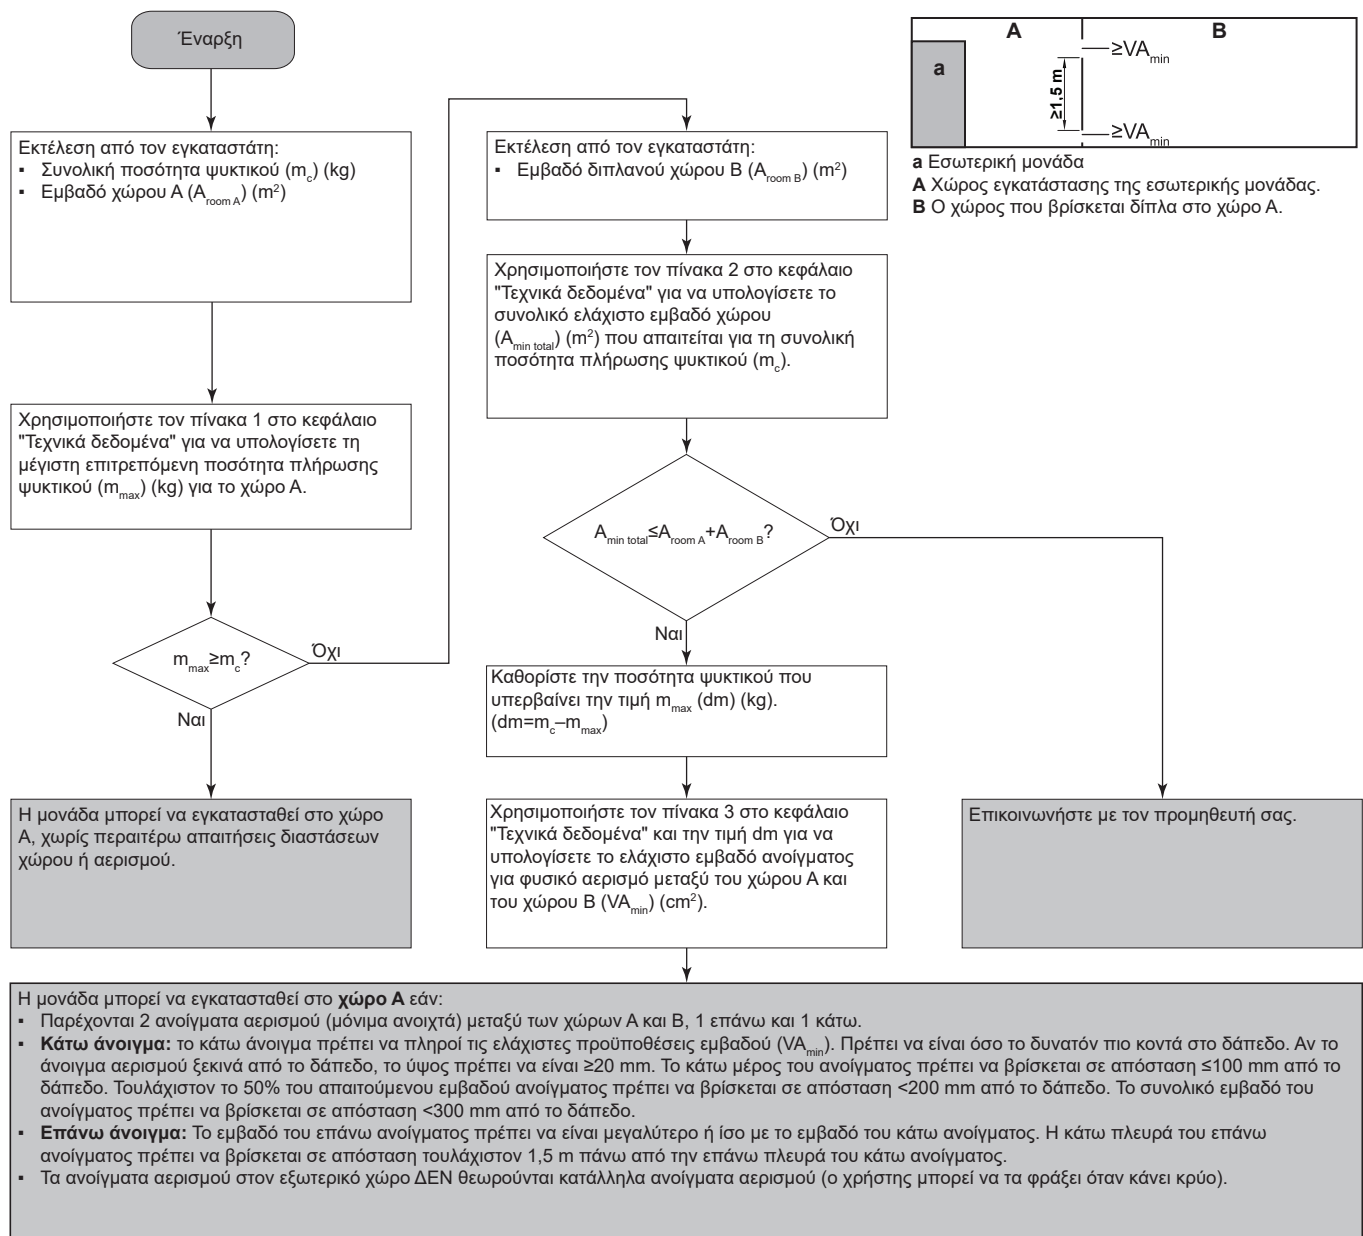 Έναρξη
Εκτέλεση από τον εγκαταστάτη:
▪ Συνολική ποσότητα ψυκτικού (mc) (kg)
▪ Εμβαδό χώρου A (Aroom A) (m²)
Χρησιμοποιήστε τον πίνακα 1 στο κεφάλαιο
"Τεχνικά δεδομένα" για να υπολογίσετε τη
μέγιστη επιτρεπόμενη ποσότητα πλήρωσης
ψυκτικού (mmax) (kg) για το χώρο A.
mmax≥mc?
Όχι
Ναι
Η μονάδα μπορεί να εγκατασταθεί στο χώρο
A, χωρίς περαιτέρω απαιτήσεις διαστάσεων
χώρου ή αερισμού.
Εκτέλεση από τον εγκαταστάτη:
▪ Εμβαδό διπλανού χώρου B (Aroom B) (m²)
Χρησιμοποιήστε τον πίνακα 2 στο κεφάλαιο
"Τεχνικά δεδομένα" για να υπολογίσετε το
συνολικό ελάχιστο εμβαδό χώρου
(Amin total) (m²) που απαιτείται για τη συνολική
ποσότητα πλήρωσης ψυκτικού (mc).
Amin total≤Aroom A+Aroom B?
Όχι
Ναι
Καθορίστε την ποσότητα ψυκτικού που
υπερβαίνει την τιμή mmax (dm) (kg).
(dm=mc–mmax)
Χρησιμοποιήστε τον πίνακα 3 στο κεφάλαιο
"Τεχνικά δεδομένα" και την τιμή dm για να
υπολογίσετε το ελάχιστο εμβαδό ανοίγματος
για φυσικό αερισμό μεταξύ του χώρου A και
του χώρου B (VAmin) (cm²).
Επικοινωνήστε με τον προμηθευτή σας.
A
B
a
≥1,5 m
≥VAmin
≥VAmin
a Εσωτερική μονάδα
A Χώρος εγκατάστασης της εσωτερικής μονάδας.
B Ο χώρος που βρίσκεται δίπλα στο χώρο A.
Η μονάδα μπορεί να εγκατασταθεί στο χώρο A εάν:
▪ Παρέχονται 2 ανοίγματα αερισμού (μόνιμα ανοιχτά) μεταξύ των χώρων A και B, 1 επάνω και 1 κάτω.
▪ Κάτω άνοιγμα: το κάτω άνοιγμα πρέπει να πληροί τις ελάχιστες προϋποθέσεις εμβαδού (VAmin). Πρέπει να είναι όσο το δυνατόν πιο κοντά στο δάπεδο. Αν το
άνοιγμα αερισμού ξεκινά από το δάπεδο, το ύψος πρέπει να είναι ≥20 mm. Το κάτω μέρος του ανοίγματος πρέπει να βρίσκεται σε απόσταση ≤100 mm από το
δάπεδο. Τουλάχιστον το 50% του απαιτούμενου εμβαδού ανοίγματος πρέπει να βρίσκεται σε απόσταση <200 mm από το δάπεδο. Το συνολικό εμβαδό του
ανοίγματος πρέπει να βρίσκεται σε απόσταση <300 mm από το δάπεδο.
▪ Επάνω άνοιγμα: Το εμβαδό του επάνω ανοίγματος πρέπει να είναι μεγαλύτερο ή ίσο με το εμβαδό του κάτω ανοίγματος. Η κάτω πλευρά του επάνω
ανοίγματος πρέπει να βρίσκεται σε απόσταση τουλάχιστον 1,5 m πάνω από την επάνω πλευρά του κάτω ανοίγματος.
▪ Τα ανοίγματα αερισμού στον εξωτερικό χώρο ΔΕΝ θεωρούνται κατάλληλα ανοίγματα αερισμού (ο χρήστης μπορεί να τα φράξει όταν κάνει κρύο).